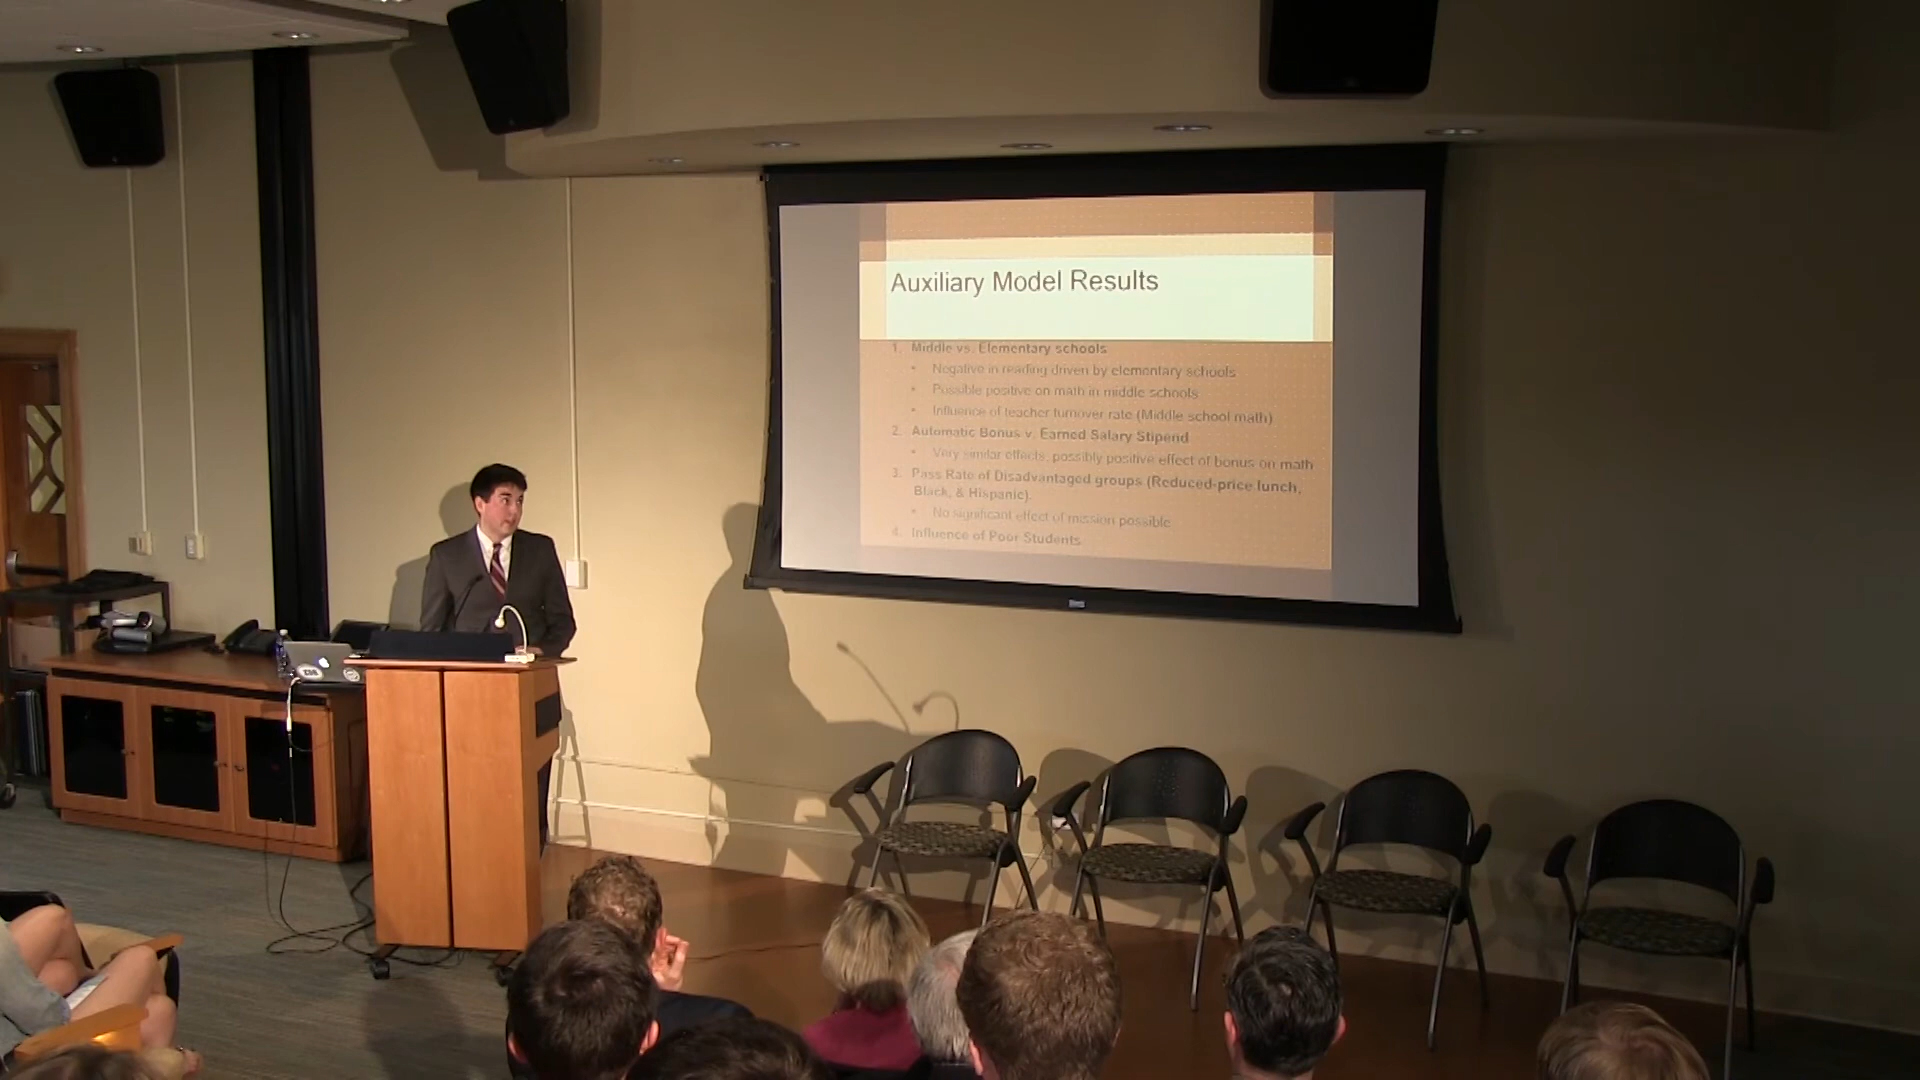 Auxiliary Model Results
1. Middle vs. Elementary schools
• Negative in reading driven by elementary schools
• Possible positive on math in middle schools
• Influence of teacher turnover rate (Middle school math)
2. Automatic Bonus v. Earned Salary Stipend
• Very similar effects, possibly positive effect of bonus on math
3. Pass Rate of Disadvantaged groups (Reduced-price lunch,
Black, & Hispanic).
• No significant effect of mission possible
4. Influence of Poor Students